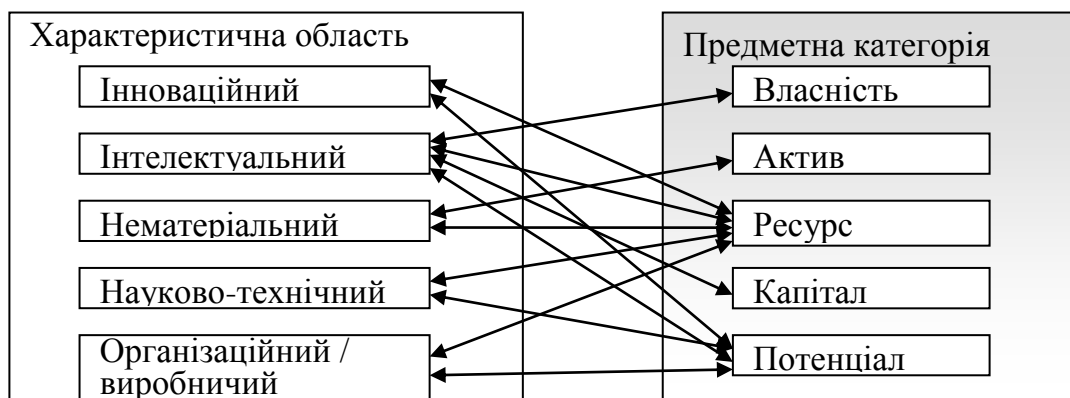 Характеристична область
Інноваційний
Інтелектуальний
Нематеріальний
Науково-технічний
Організаційний /
виробничий
Предметна категорія
Власність
Актив
Ресурс
Капітал
Потенціал